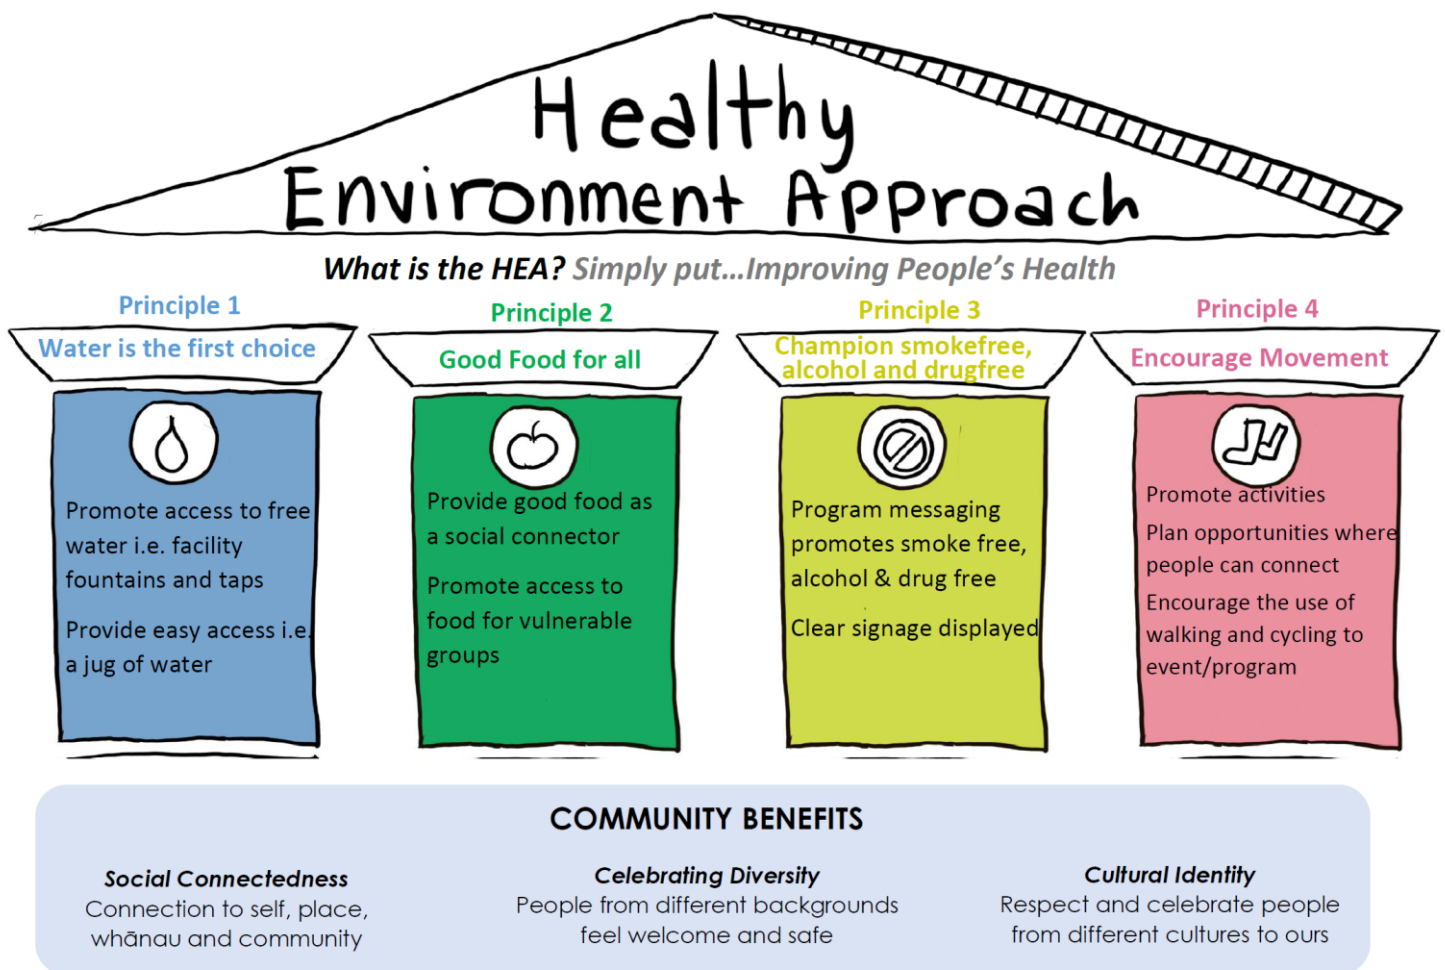 Healthy
Environment Approach
What is the HEA? Simply put...Improving People's Health
Principle 1
Water is the first choice
Promote access to free
water i.e. facility
fountains and taps
Provide easy access i.e.
a jug of water
Principle 2
Good Food for all
Provide good food as
a social connector
Promote access to
food for vulnerable
groups
Principle 3
Champion smokefree,
alcohol and drugfree
Program messaging
promotes smoke free,
alcohol & drug free
Clear signage displayed
Principle 4
Encourage Movement
Promote activities
Plan opportunities where
people can connect
Encourage the use of
walking and cycling to
event/program
COMMUNITY BENEFITS
Social Connectedness
Connection to self, place,
whānau and community
Celebrating Diversity
People from different backgrounds
feel welcome and safe
Cultural Identity
Respect and celebrate people
from different cultures to ours